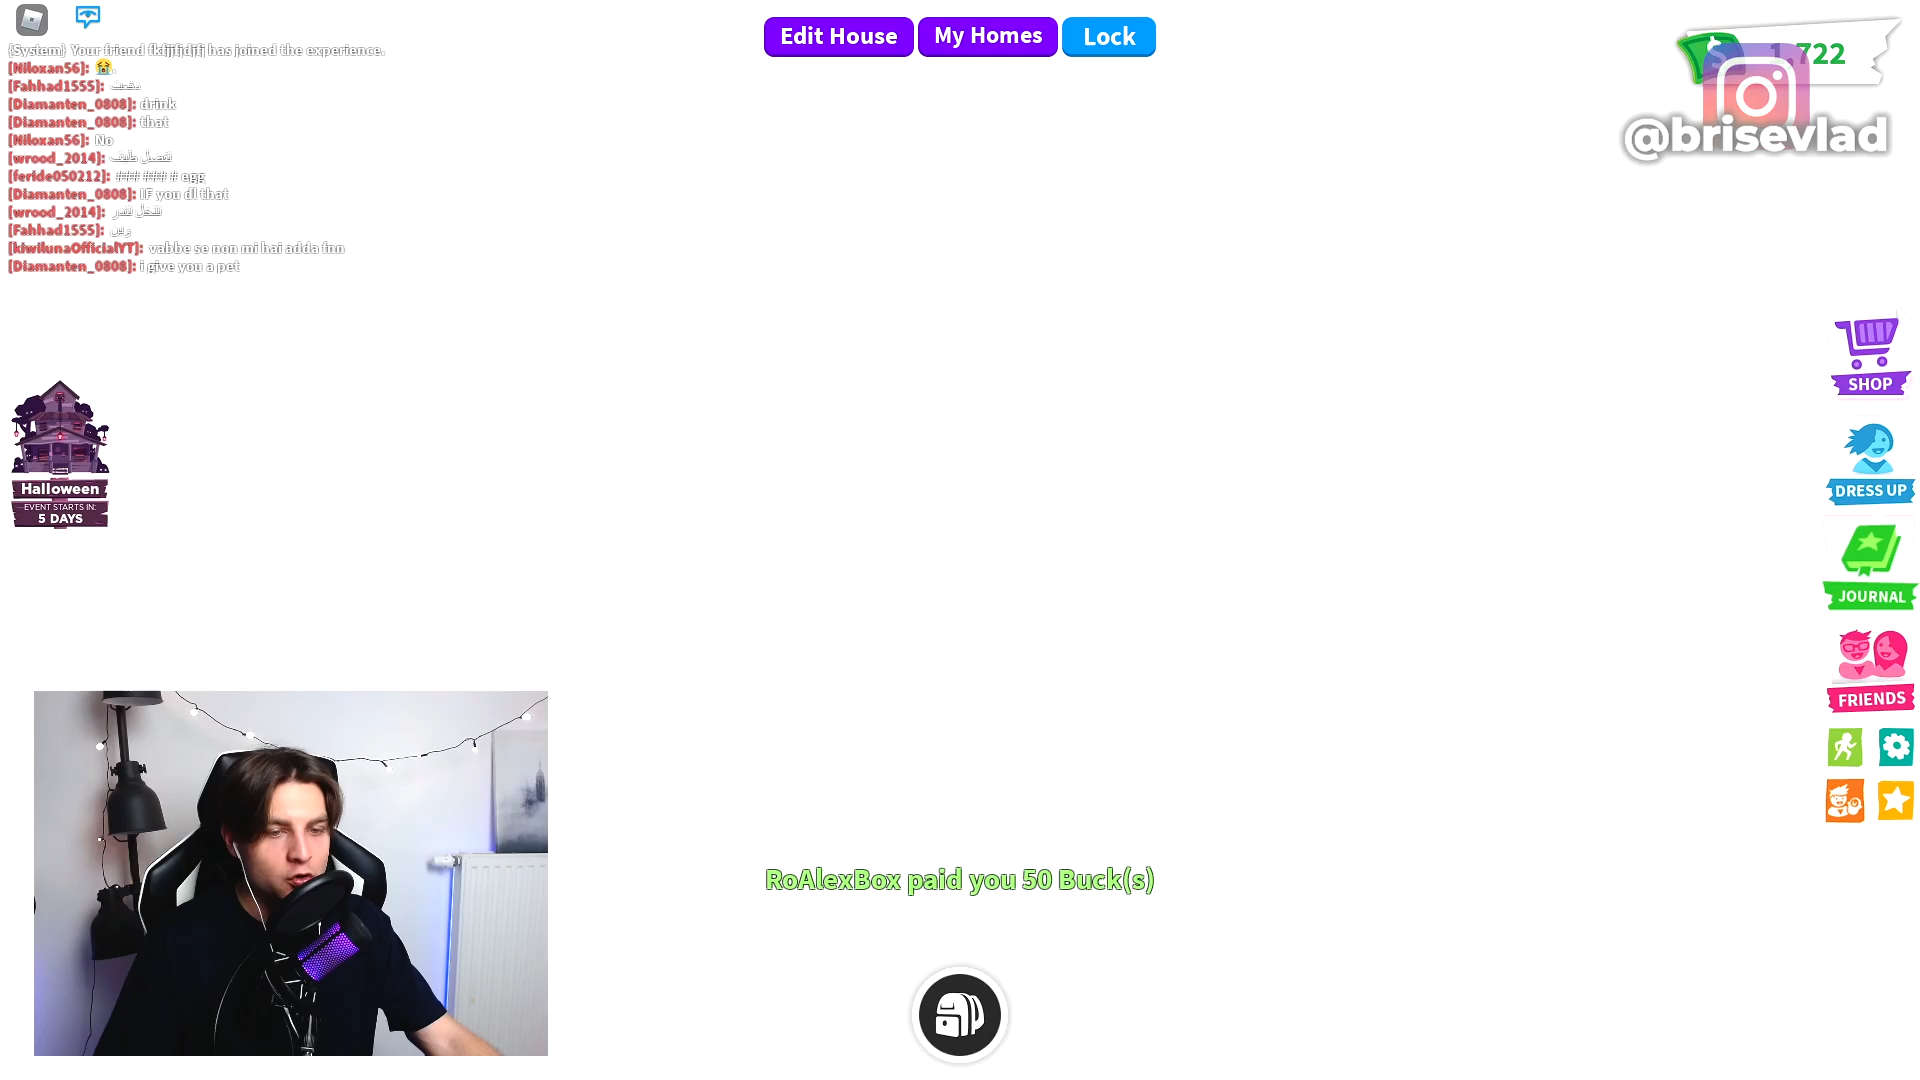 Edit House
My Homes
Lock
1,722
@brisevlad
{System} Your friend fkfjjfjdjfj has joined the experience.
[Niloxan56]: 😭.
[Fahhad1555]:
[Diamanten_0808]: drink
[Diamanten_0808]: that
[Niloxan56]: No
[wrood_2014]:
[feride050212]: ### ### # egg
[Diamanten_0808]: IF you dl that
[wrood_2014]:
[Fahhad1555]:
[kiwilunaOfficialYT]: vabbe se non mi hai adda fnn
[Diamanten_0808]: i give you a pet
SHOP
Halloween
EVENT STARTS IN:
5 DAYS
DRESS UP
JOURNAL
FRIENDS
RoAlexBox paid you 50 Buck(s)